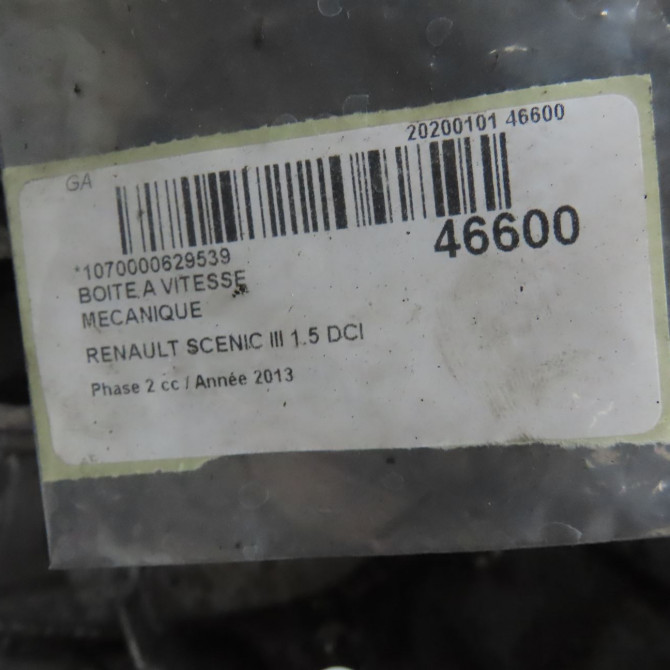 20200101 46600
GA
46600
*1070000629539
BOITE A VITESSE
MECANIQUE
RENAULT SCENIC III 1.5 DCI
Phase 2 cc / Année 2013